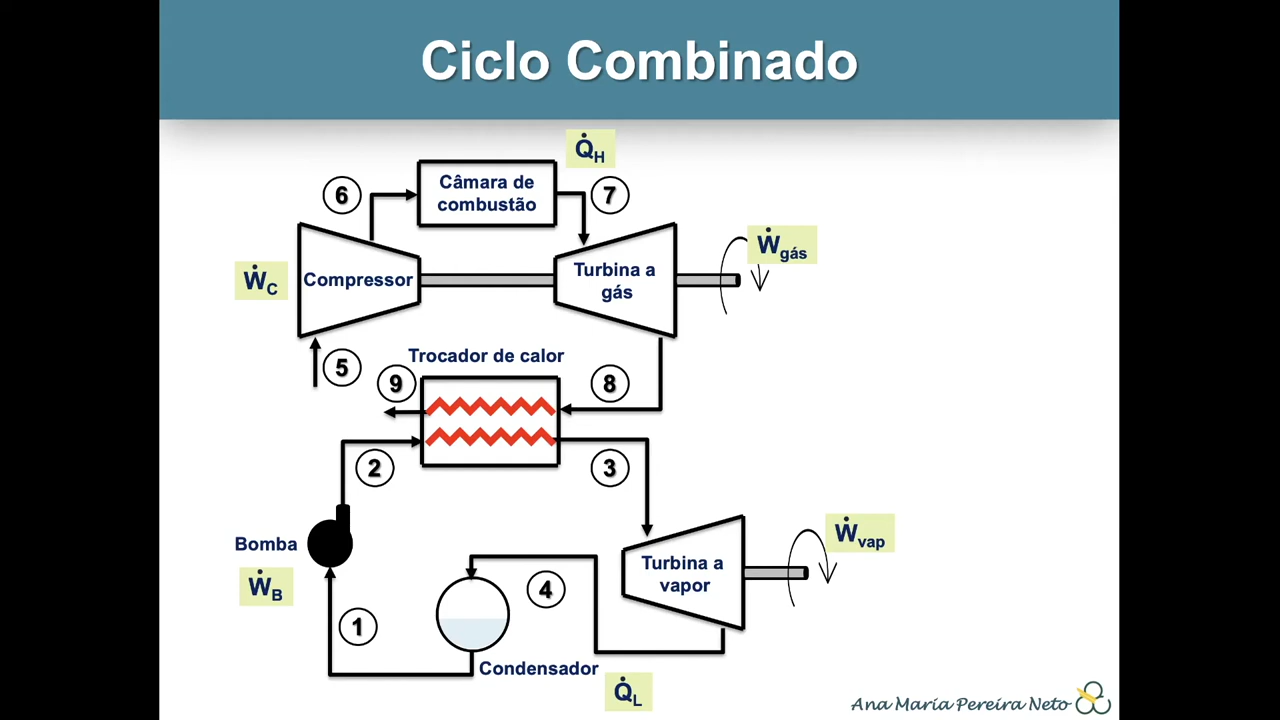 Ciclo Combinado
Q̇H
6
Câmara de
combustão
7
Ẇgás
ẆC
Compressor
Turbina a
gás
5
Trocador de calor
9
8
2
3
Ẇvap
Bomba
Turbina a
vapor
ẆB
4
1
Condensador
Q̇L
Ana Maria Pereira Neto